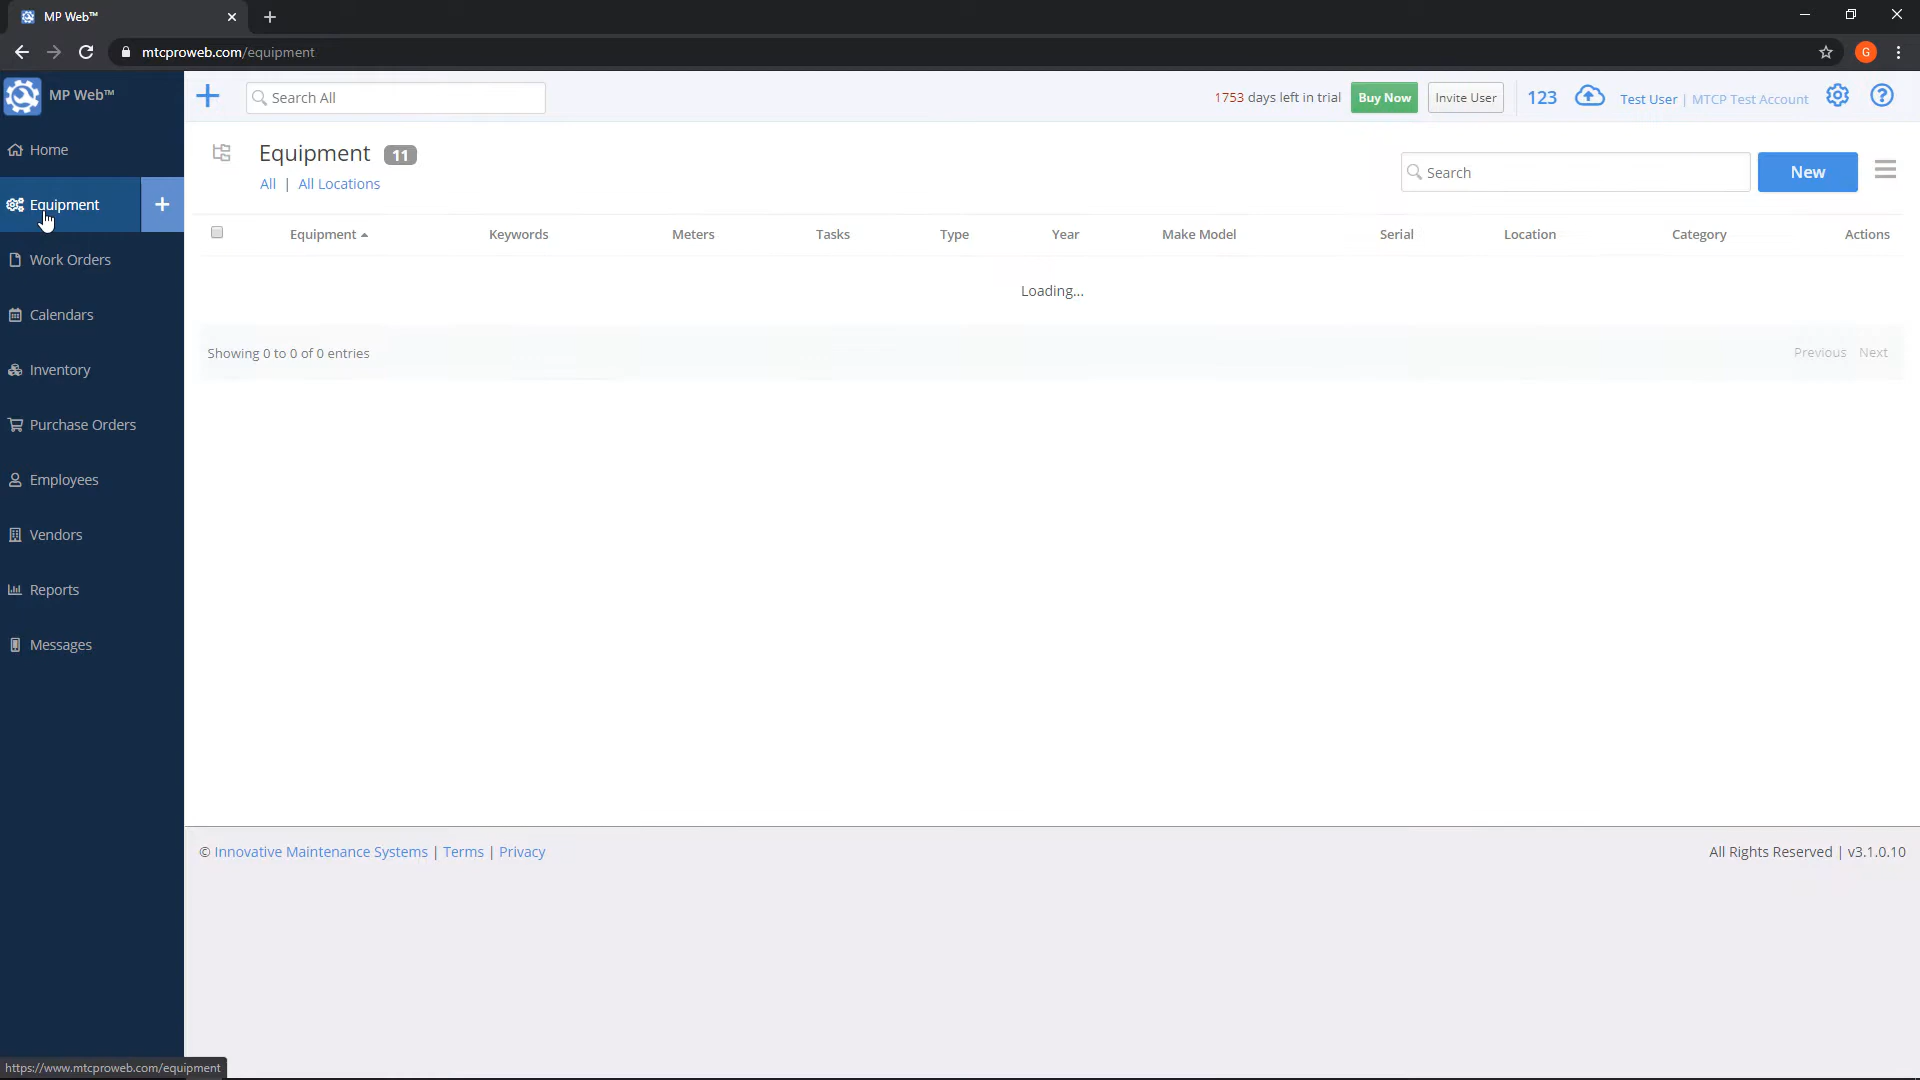 MP Web™
mtcproweb.com/equipment
G
MP Web™
Search All
1753 days left in trial
Buy Now
Invite User
123
Test User | MTCP Test Account
Home
Equipment
Work Orders
Calendars
Inventory
Purchase Orders
Employees
Vendors
Reports
Messages
Equipment 11
All | All Locations
Search
New
Equipment Keywords Meters Tasks Type Year Make Model Serial Location Category Actions
Loading...
Showing 0 to 0 of 0 entries
Previous Next
© Innovative Maintenance Systems | Terms | Privacy
All Rights Reserved | v3.1.0.10
https://www.mtcproweb.com/equipment